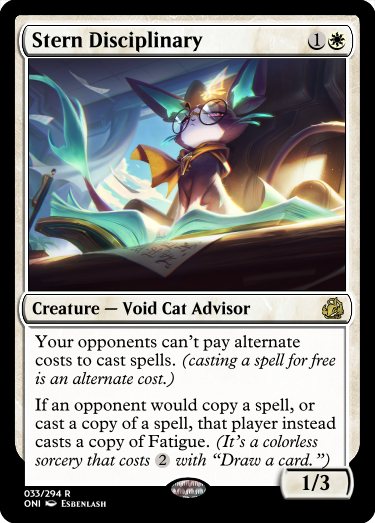 Stern Disciplinary 1
Creature — Void Cat Advisor
Your opponents can't pay alternate
costs to cast spells. (casting a spell for free
is an alternate cost.)
If an opponent would copy a spell, or
cast a copy of a spell, that player instead
casts a copy of Fatigue. (It's a colorless
sorcery that costs 2 with “Draw a card.”)
1/3
033/294 R
ONI Esbenlash